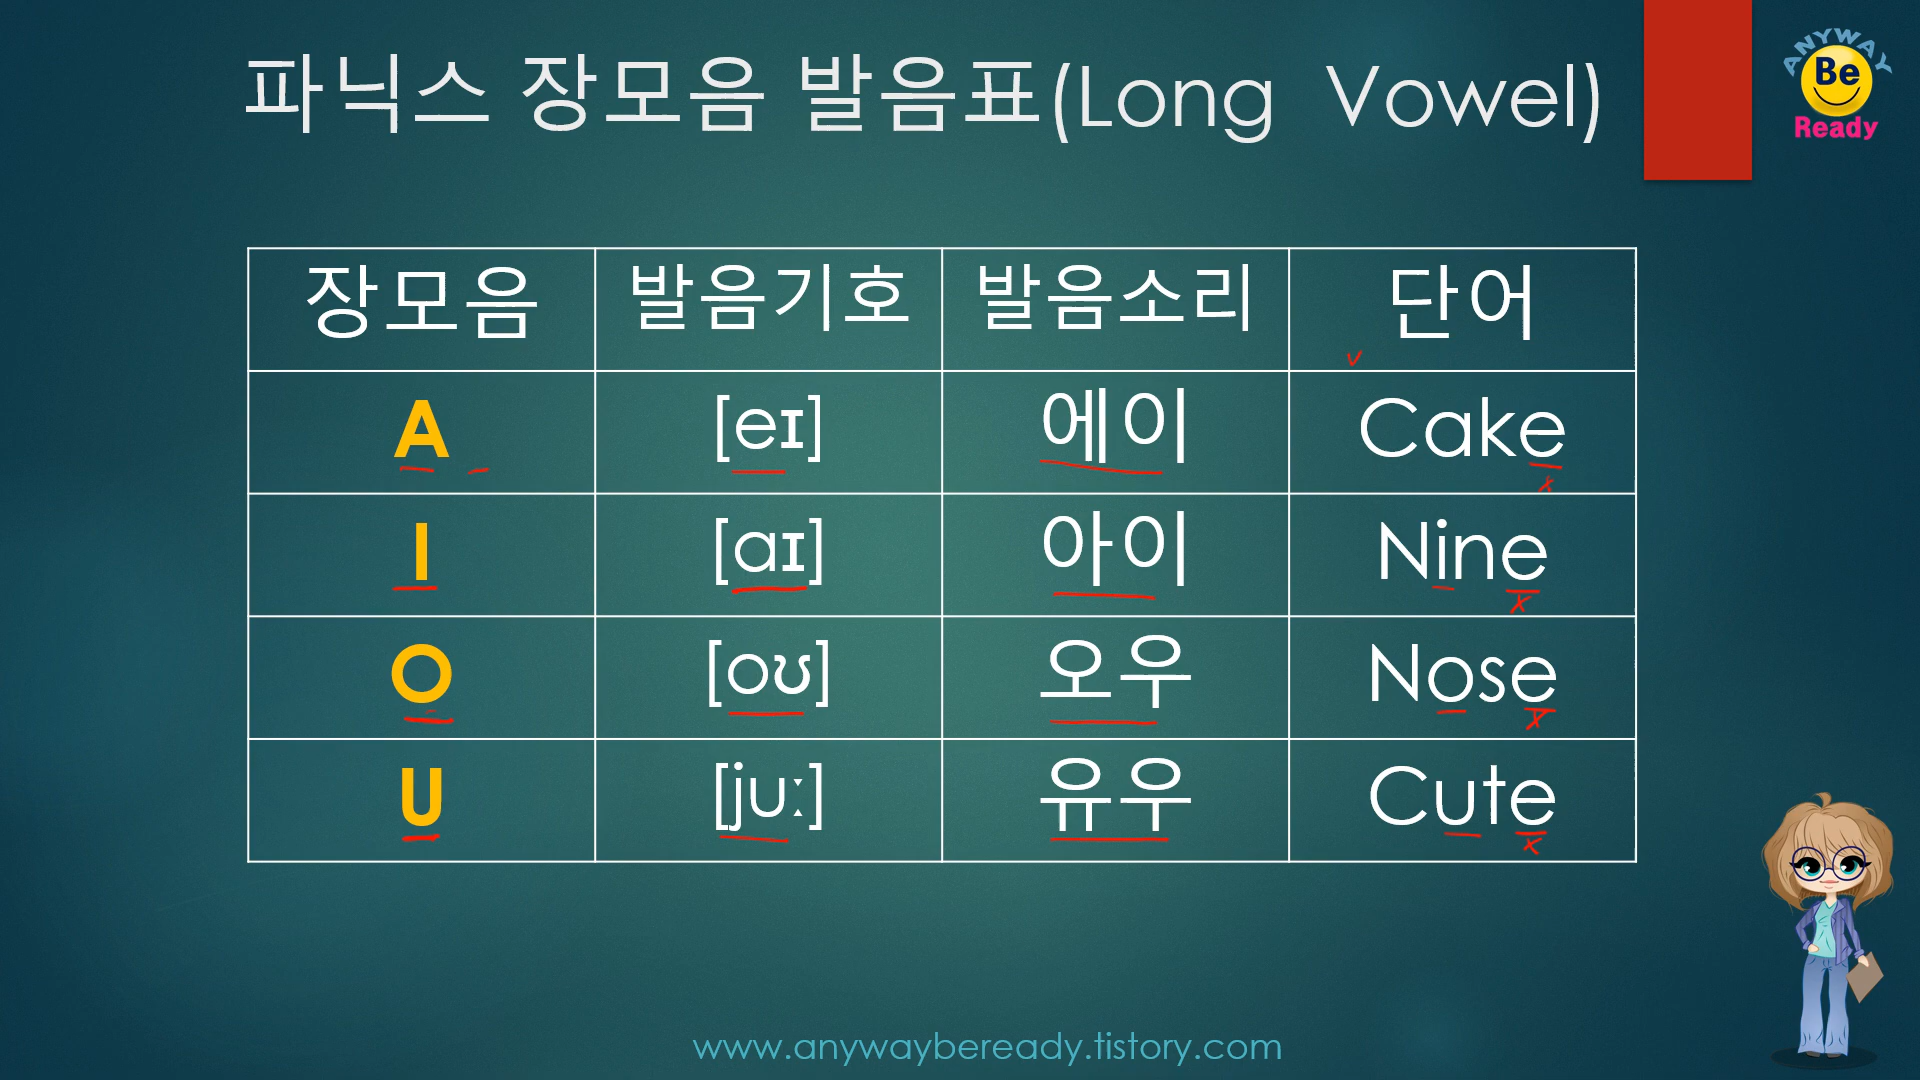 파닉스 장모음 발음표(Long Vowel)
ANYWAY
Be
Ready
장모음 발음기호 발음소리 단어
A [eɪ] 에이 Cake
I [aɪ] 아이 Nine
O [oʊ] 오우 Nose
U [juː] 유우 Cute
www.anywaybeready.tistory.com